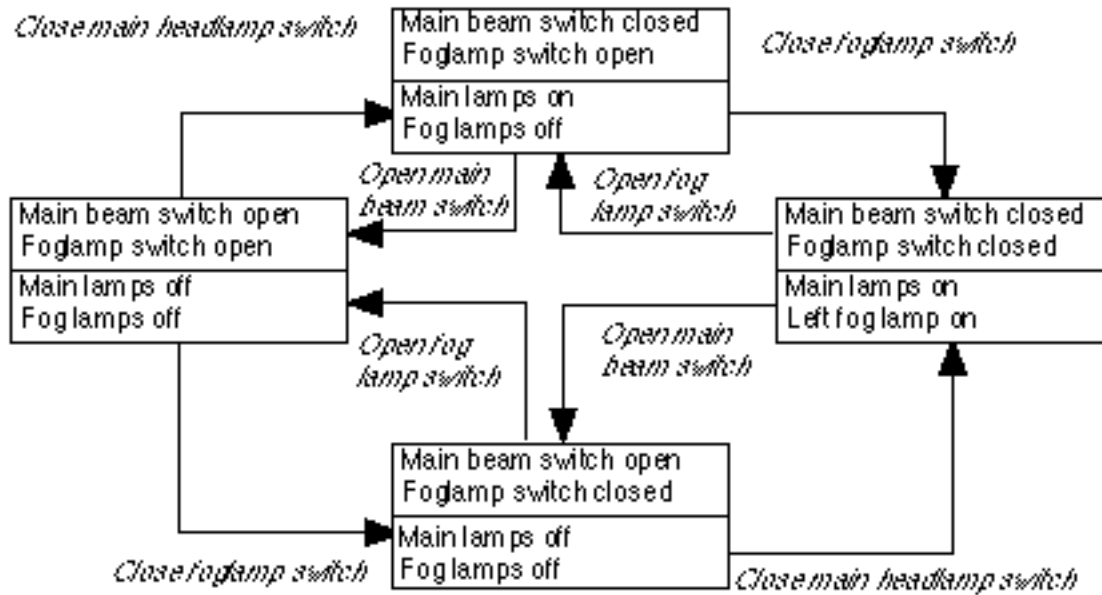 Close main headlamp switch
Main beam switch closed
Foglamp switch open
Main lamps on
Fog lamps off
Close foglamp switch
Open main
beam switch
Open fog
lamp switch
Main beam switch open
Foglamp switch open
Main lamps off
Fog lamps off
Main beam switch closed
Foglamp switch closed
Main lamps on
Left fog lamp on
Open fog
lamp switch
Open main
beam switch
Main beam switch open
Foglamp switch closed
Main lamps off
Fog lamps off
Close foglamp switch
Close main headlamp switch